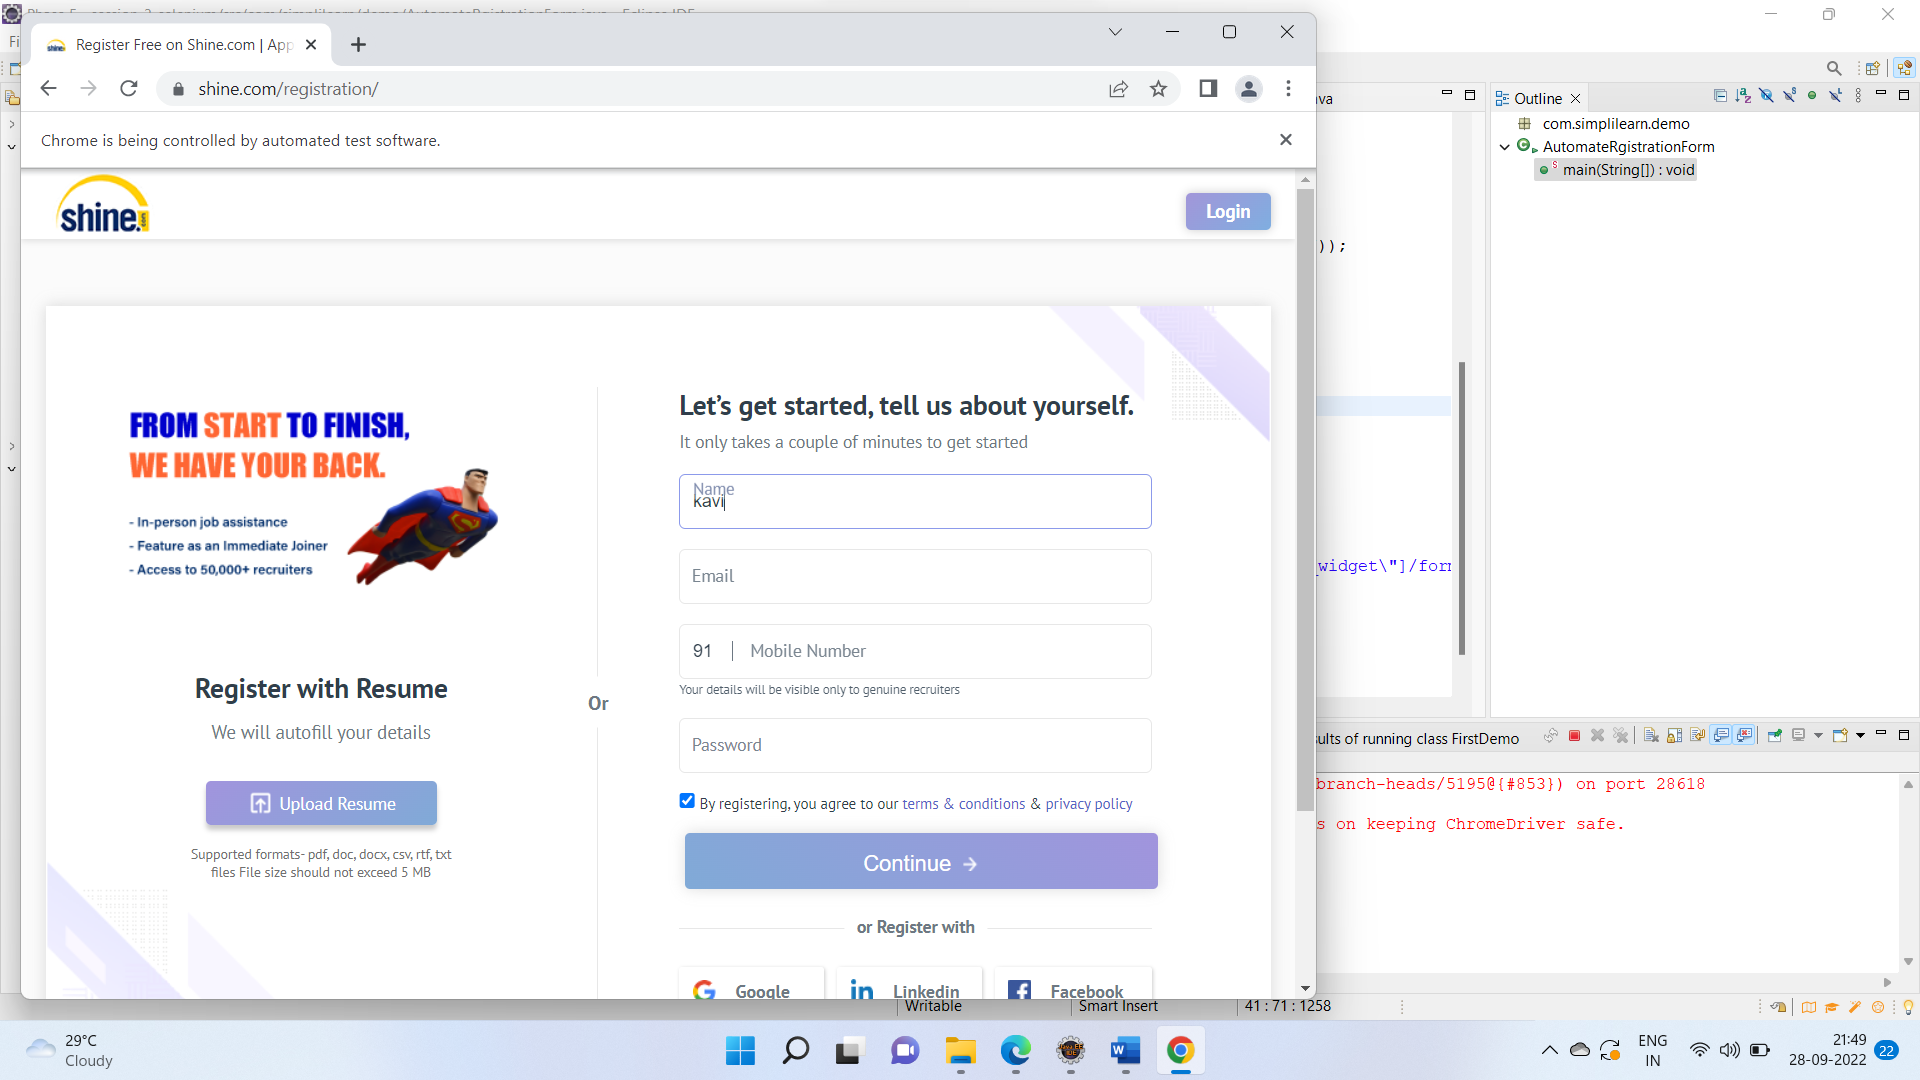 Register Free on Shine.com | App
shine.com/registration/
Chrome is being controlled by automated test software.
shine.com
Login
FROM START TO FINISH,
WE HAVE YOUR BACK.
- In-person job assistance
- Feature as an Immediate Joiner
- Access to 50,000+ recruiters
Register with Resume
We will autofill your details
Upload Resume
Supported formats- pdf, doc, docx, csv, rtf, txt
files File size should not exceed 5 MB
Or
Let's get started, tell us about yourself.
It only takes a couple of minutes to get started
Name
kavi
Email
91 | Mobile Number
Your details will be visible only to genuine recruiters
Password
By registering, you agree to our terms & conditions & privacy policy
Continue →
or Register with
Google
Linkedin
Facebook
va
));
_widget\"]/forr
Outline
com.simplilearn.demo
AutomateRgistrationForm
main(String[]) : void
ults of running class FirstDemo
branch-heads/5195@{#853}) on port 28618
s on keeping ChromeDriver safe.
Writable
Smart Insert
41 : 71 : 1258
29°C
Cloudy
ENG
IN
21:49
28-09-2022
22